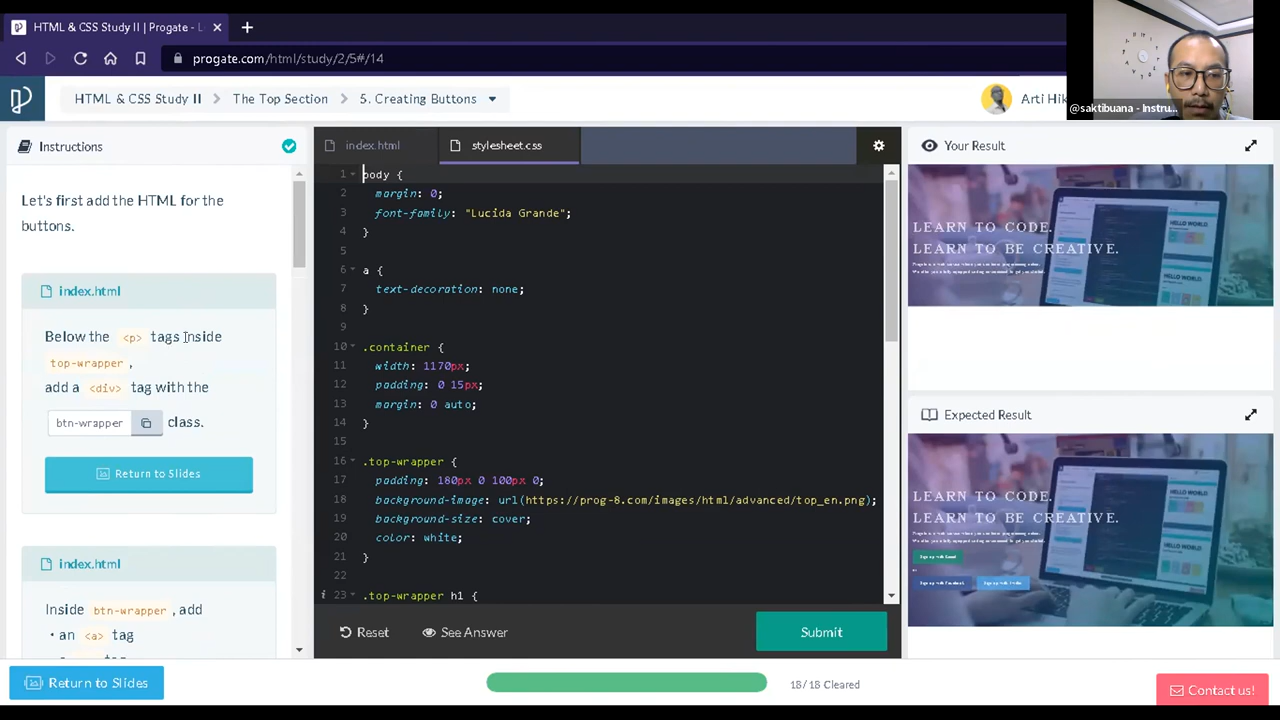 HTML & CSS Study II | Progate - L
progate.com/html/study/2/5#/14
HTML & CSS Study II
The Top Section
5. Creating Buttons
Arti Hik
@saktibuana - Instru...
Instructions
Let's first add the HTML for the
buttons.
index.html
Below the <p> tags inside
top-wrapper ,
add a <div> tag with the
btn-wrapper class.
Return to Slides
index.html
Inside btn-wrapper , add
• an <a> tag
index.html
stylesheet.css
1 body {
2 margin: 0;
3 font-family: "Lucida Grande";
4 }
5
6 a {
7 text-decoration: none;
8 }
9
10 .container {
11 width: 1170px;
12 padding: 0 15px;
13 margin: 0 auto;
14 }
15
16 .top-wrapper {
17 padding: 180px 0 100px 0;
18 background-image: url(https://prog-8.com/images/html/advanced/top_en.png);
19 background-size: cover;
20 color: white;
21 }
22
23 .top-wrapper h1 {
Reset
See Answer
Submit
Your Result
LEARN TO CODE.
LEARN TO BE CREATIVE.
HELLO WORLD
HELLO WORLD
Expected Result
LEARN TO CODE.
LEARN TO BE CREATIVE.
HELLO WORLD
HELLO WORLD
Return to Slides
18/ 18 Cleared
Contact us!